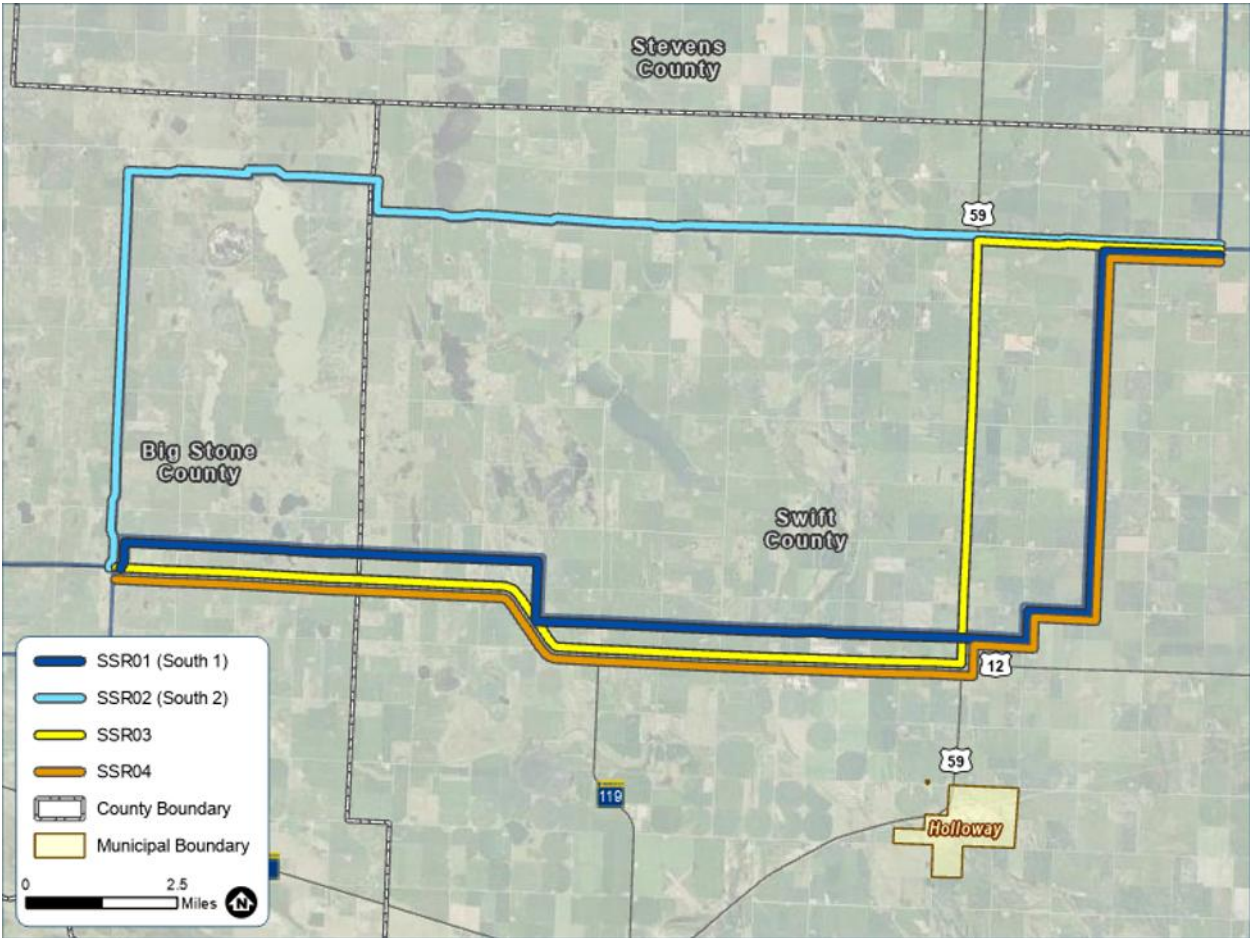 Stevens
County
59
Big Stone
County
Swift
County
12
59
119
Holloway
SSR01 (South 1)
SSR02 (South 2)
SSR03
SSR04
County Boundary
Municipal Boundary
0 2.5
Miles N